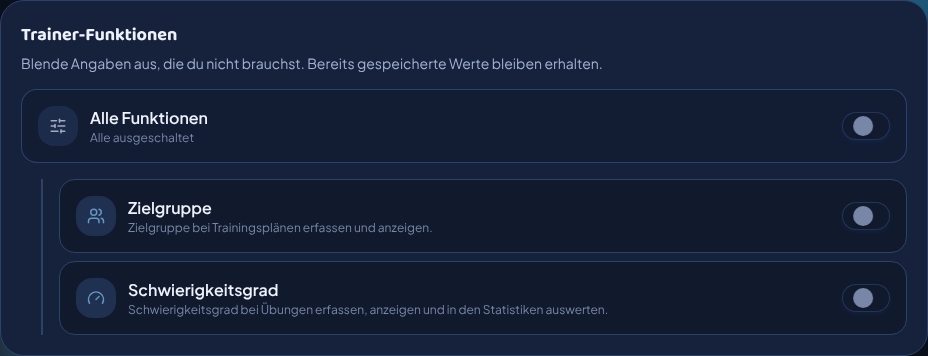 Trainer-Funktionen
Blende Angaben aus, die du nicht brauchst. Bereits gespeicherte Werte bleiben erhalten.
Alle Funktionen
Alle ausgeschaltet
Zielgruppe
Zielgruppe bei Trainingsplänen erfassen und anzeigen.
Schwierigkeitsgrad
Schwierigkeitsgrad bei Übungen erfassen, anzeigen und in den Statistiken auswerten.